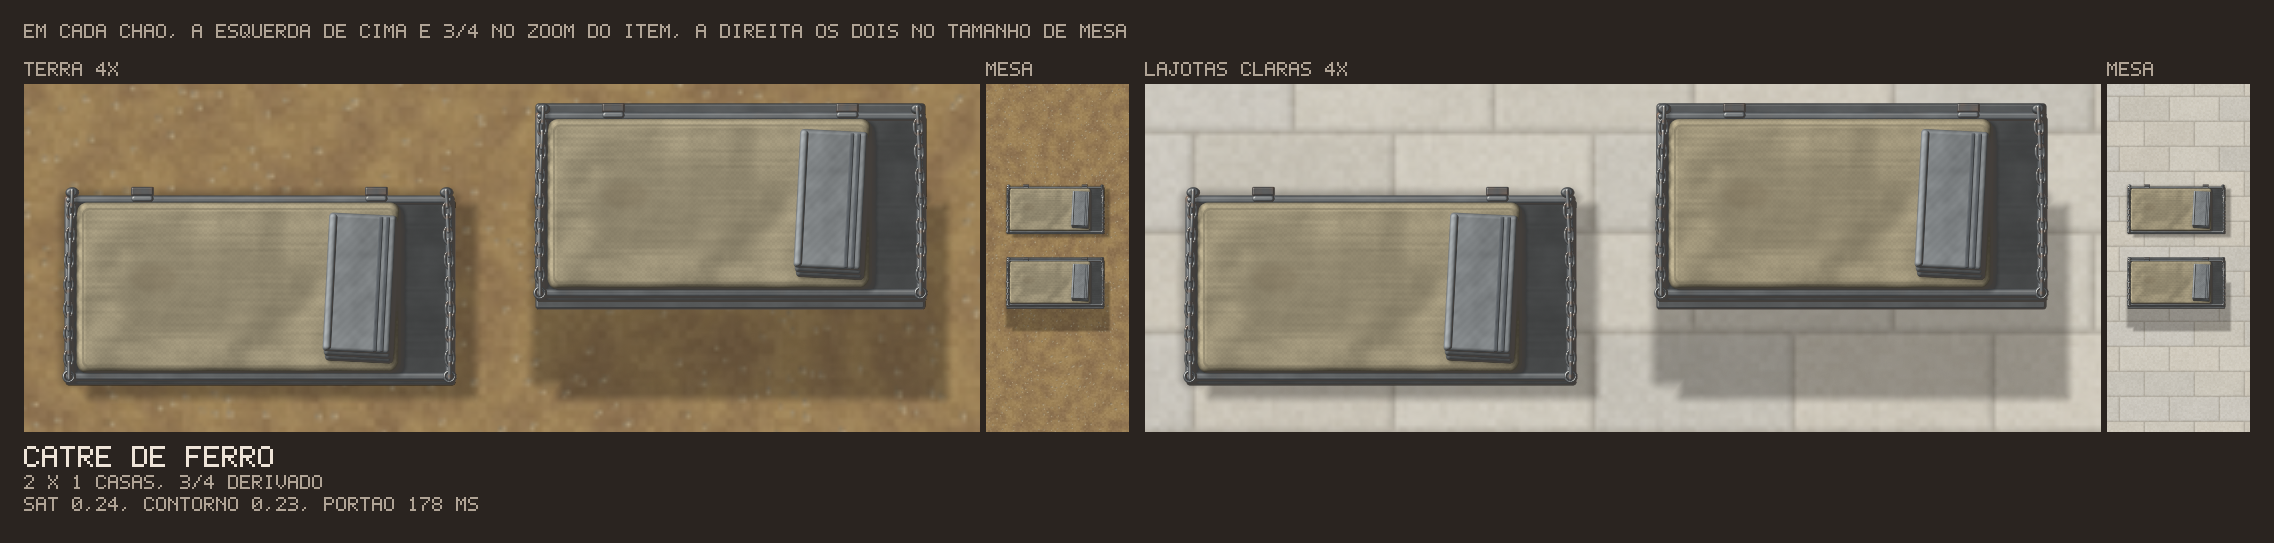 EM CADA CHAO, A ESQUERDA DE CIMA E 3/4 NO ZOOM DO ITEM, A DIREITA OS DOIS NO TAMANHO DE MESA
TERRA 4X
MESA
LAJOTAS CLARAS 4X
MESA
CATRE DE FERRO
2 X 1 CASAS, 3/4 DERIVADO
SAT 0,24, CONTORNO 0,23, PORTAO 178 MS